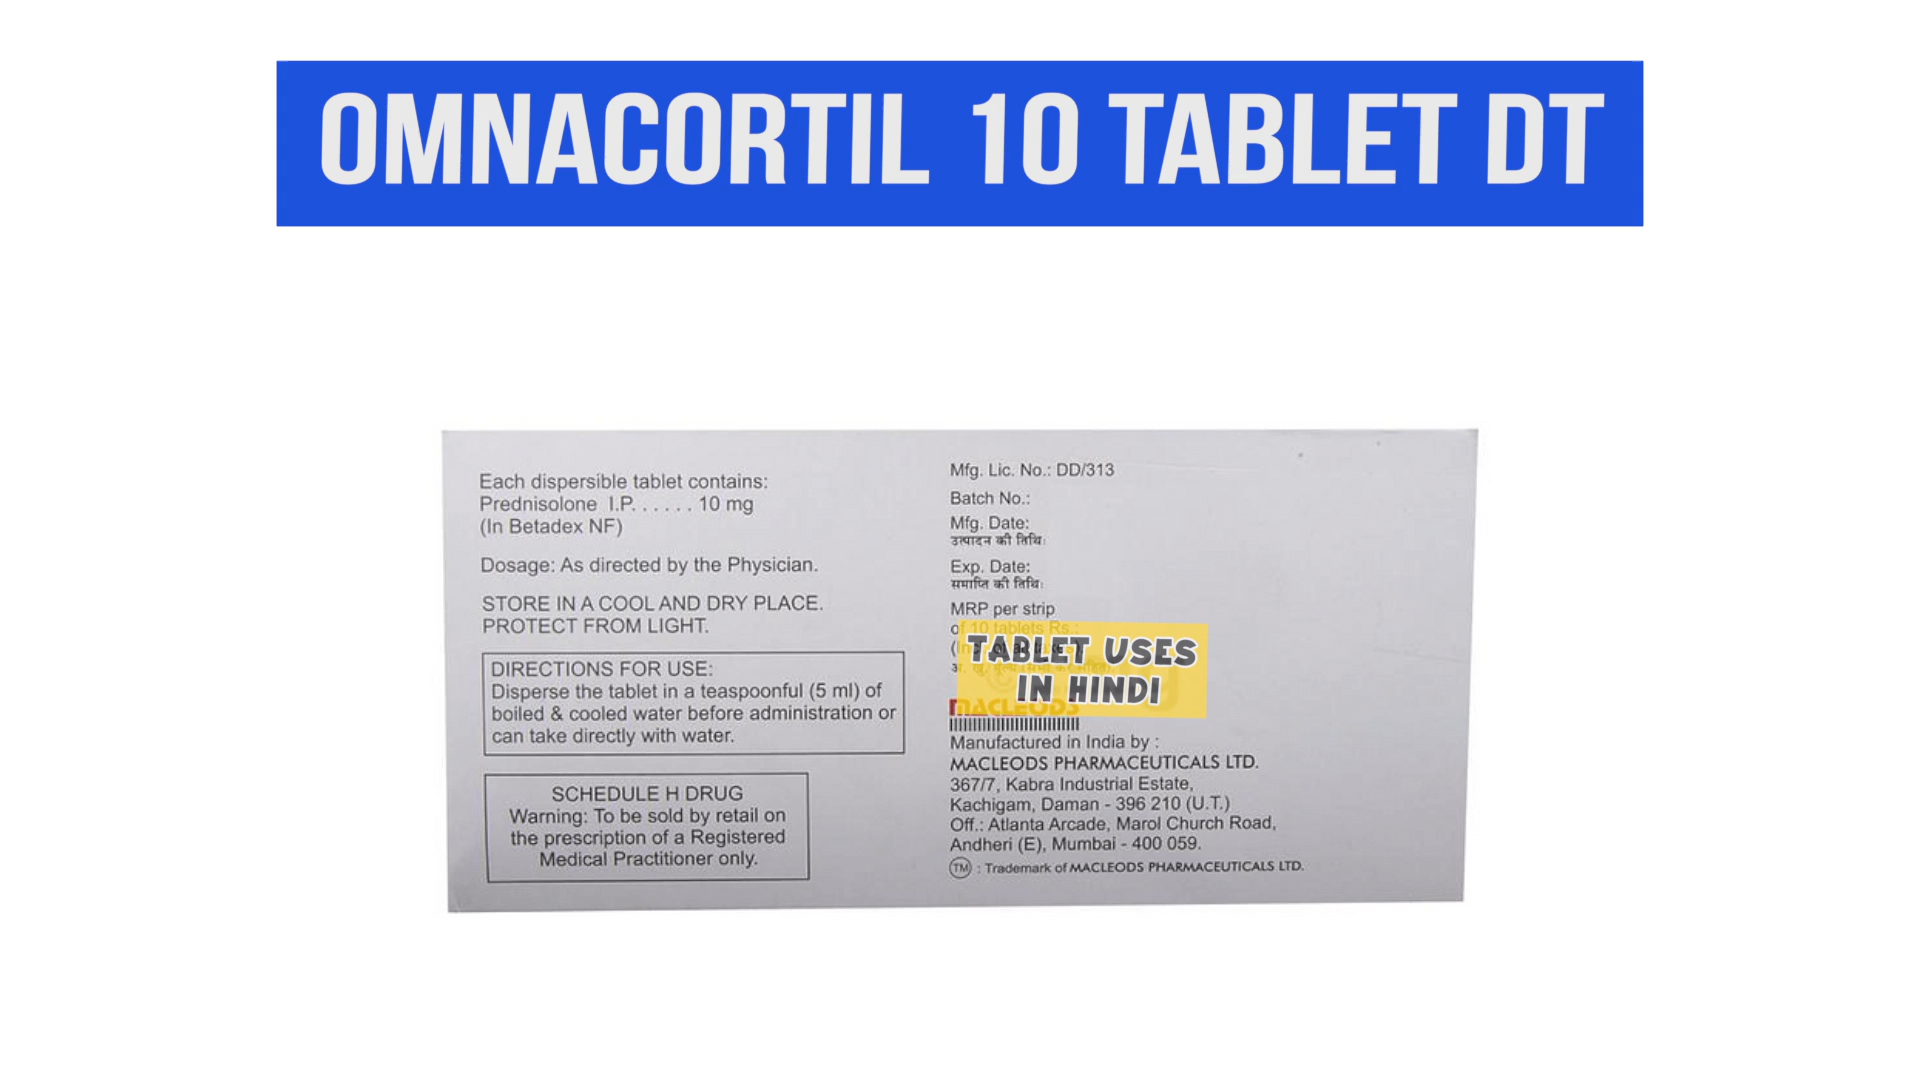 OMNACORTIL 10 TABLET DT
Each dispersible tablet contains:
Prednisolone I.P. . . . . . 10 mg
(In Betadex NF)
Dosage: As directed by the Physician.
STORE IN A COOL AND DRY PLACE.
PROTECT FROM LIGHT.
DIRECTIONS FOR USE:
Disperse the tablet in a teaspoonful (5 ml) of
boiled & cooled water before administration or
can take directly with water.
SCHEDULE H DRUG
Warning: To be sold by retail on
the prescription of a Registered
Medical Practitioner only.
Mfg. Lic. No.: DD/313
Batch No.:
Mfg. Date:
उत्पादन की तिथि:
Exp. Date:
समाप्ति की तिथि:
MRP per strip
of 10 tablets Rs.:
TABLET USES
IN HINDI
MACLEODS
Manufactured in India by :
MACLEODS PHARMACEUTICALS LTD.
367/7, Kabra Industrial Estate,
Kachigam, Daman - 396 210 (U.T.)
Off.: Atlanta Arcade, Marol Church Road,
Andheri (E), Mumbai - 400 059.
TM : Trademark of MACLEODS PHARMACEUTICALS LTD.